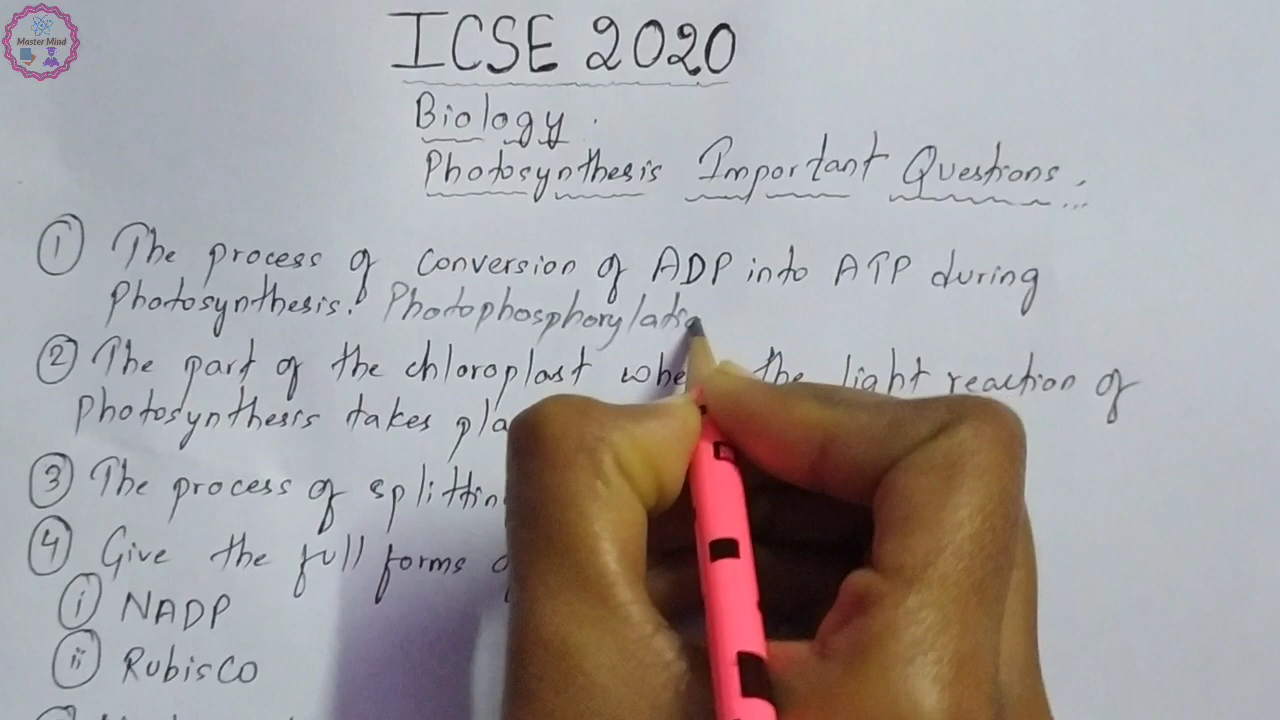 Master Mind
ICSE 2020
Biology.
Photosynthesis Important Questions...
① The process of conversion of ADP into ATP during
photosynthesis. Photophosphorylatio
② The part of the chloroplast whe the light reaction of
photosynthesis takes pla
③ The process of splittin
④ Give the full forms o
ⓘ NADP
ⅱ RubisCO